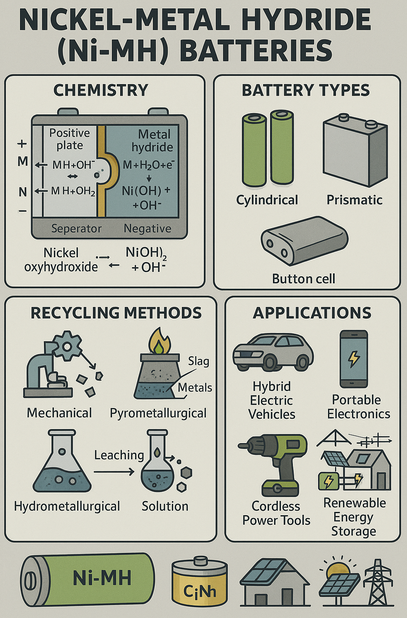 NICKEL-METAL HYDRIDE
(Ni-MH) BATTERIES
CHEMISTRY
Positive
plate
Metal
hydride
+
M
N
−
MH+OH⁻
↔
MH+OH₂
M+H₂O+e⁻
↓
Ni(OH) +
+OH⁻
Seperator
Negative
Nickel
oxyhydroxide
NiOH)₂
+ OH⁻
BATTERY TYPES
Cylindrical
Prismatic
Button cell
RECYCLING METHODS
Mechanical
Slag
Metals
Pyrometallurgical
Leaching
Hydrometallurgical
Solution
APPLICATIONS
Hybrid
Electric
Vehicles
Portable
Electronics
Cordless
Power Tools
Renewable
Energy
Storage
Ni-MH
C¡Nh